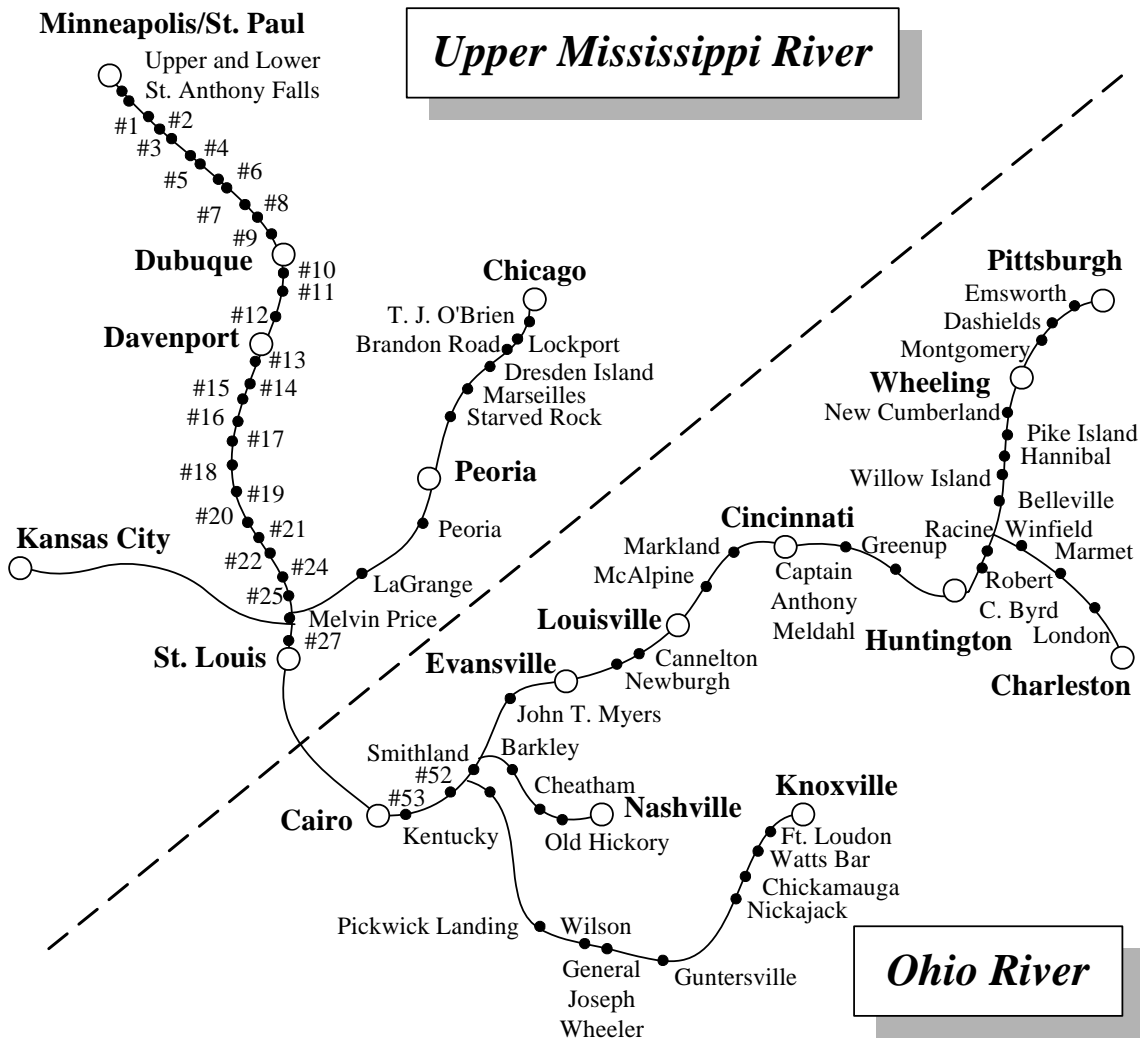 Minneapolis/St. Paul
Upper Mississippi River
Upper and Lower
St. Anthony Falls
#1
#2
#3
#4
#5
#6
#7
#8
#9
Dubuque
#10
#11
#12
Davenport
#13
#14
#15
#16
#17
#18
#19
#20
#21
#22
#24
#25
Melvin Price
#27
St. Louis
Kansas City
Chicago
T. J. O'Brien
Lockport
Brandon Road
Dresden Island
Marseilles
Starved Rock
Peoria
Peoria
LaGrange
Pittsburgh
Emsworth
Dashields
Montgomery
Wheeling
New Cumberland
Pike Island
Hannibal
Willow Island
Belleville
Racine
Winfield
Marmet
London
Charleston
Robert
C. Byrd
Huntington
Greenup
Captain
Anthony
Meldahl
Cincinnati
Markland
McAlpine
Louisville
Cannelton
Newburgh
Evansville
John T. Myers
Smithland
#52
#53
Cairo
Barkley
Cheatham
Old Hickory
Nashville
Kentucky
Pickwick Landing
Wilson
General
Joseph
Wheeler
Guntersville
Nickajack
Chickamauga
Watts Bar
Ft. Loudon
Knoxville
Ohio River